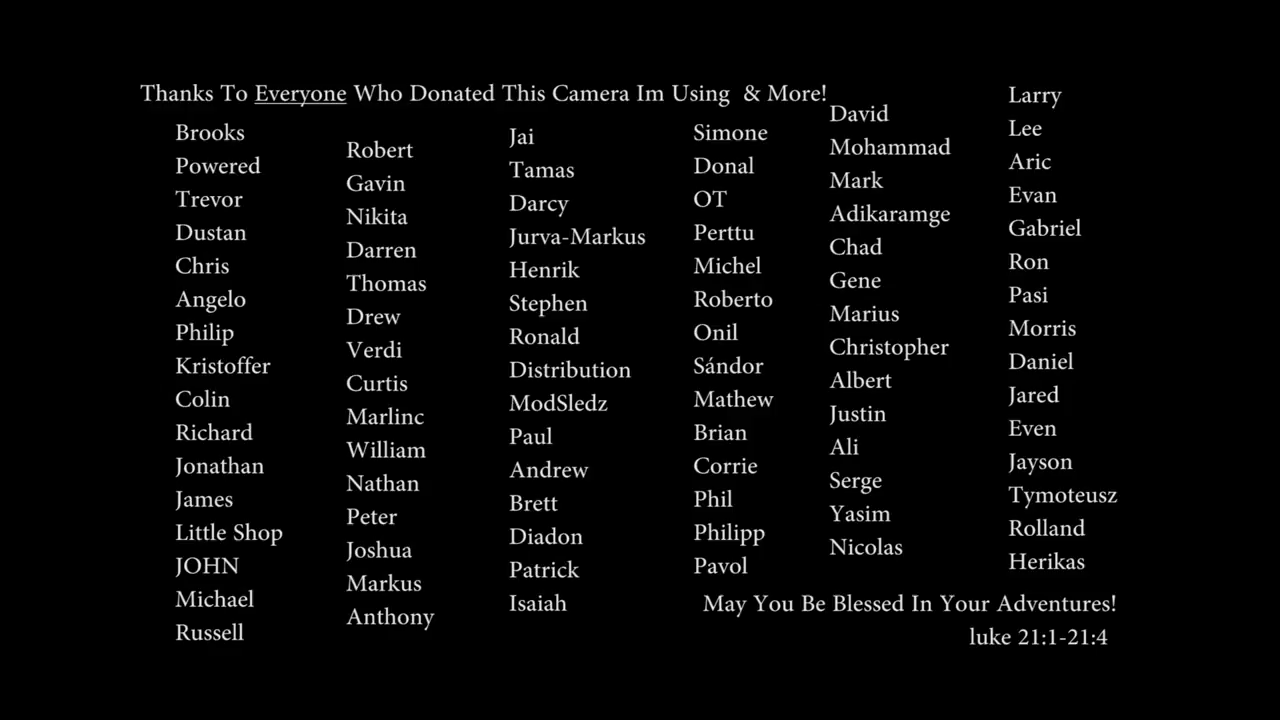 Thanks To Everyone Who Donated This Camera Im Using & More!
Brooks
Powered
Trevor
Dustan
Chris
Angelo
Philip
Kristoffer
Colin
Richard
Jonathan
James
Little Shop
JOHN
Michael
Russell
Robert
Gavin
Nikita
Darren
Thomas
Drew
Verdi
Curtis
Marlinc
William
Nathan
Peter
Joshua
Markus
Anthony
Jai
Tamas
Darcy
Jurva-Markus
Henrik
Stephen
Ronald
Distribution
ModSledz
Paul
Andrew
Brett
Diadon
Patrick
Isaiah
Simone
Donal
OT
Perttu
Michel
Roberto
Onil
Sándor
Mathew
Brian
Corrie
Phil
Philipp
Pavol
David
Mohammad
Mark
Adikaramge
Chad
Gene
Marius
Christopher
Albert
Justin
Ali
Serge
Yasim
Nicolas
Larry
Lee
Aric
Evan
Gabriel
Ron
Pasi
Morris
Daniel
Jared
Even
Jayson
Tymoteusz
Rolland
Herikas
May You Be Blessed In Your Adventures!
luke 21:1-21:4